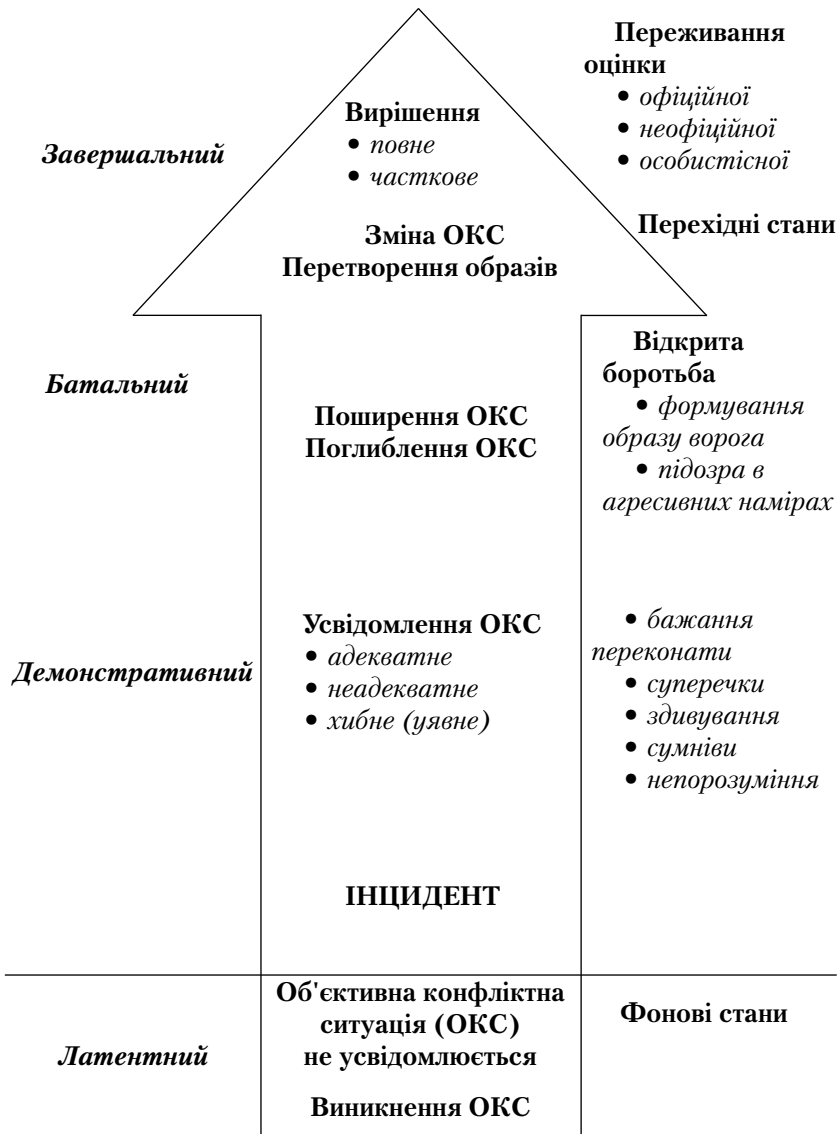 Переживання
оцінки
• офіційної
• неофіційної
• особистісної
Вирішення
• повне
• часткове
Завершальний
Перехідні стани
Зміна ОКС
Перетворення образів
Батальний
Поширення ОКС
Поглиблення ОКС
Відкрита
боротьба
• формування
образу ворога
• підозра в
агресивних намірах
Демонстративний
Усвідомлення ОКС
• адекватне
• неадекватне
• хибне (уявне)
• бажання
переконати
• суперечки
• здивування
• сумніви
• непорозуміння
ІНЦИДЕНТ
Латентний
Об'єктивна конфліктна
ситуація (ОКС)
не усвідомлюється
Виникнення ОКС
Фонові стани